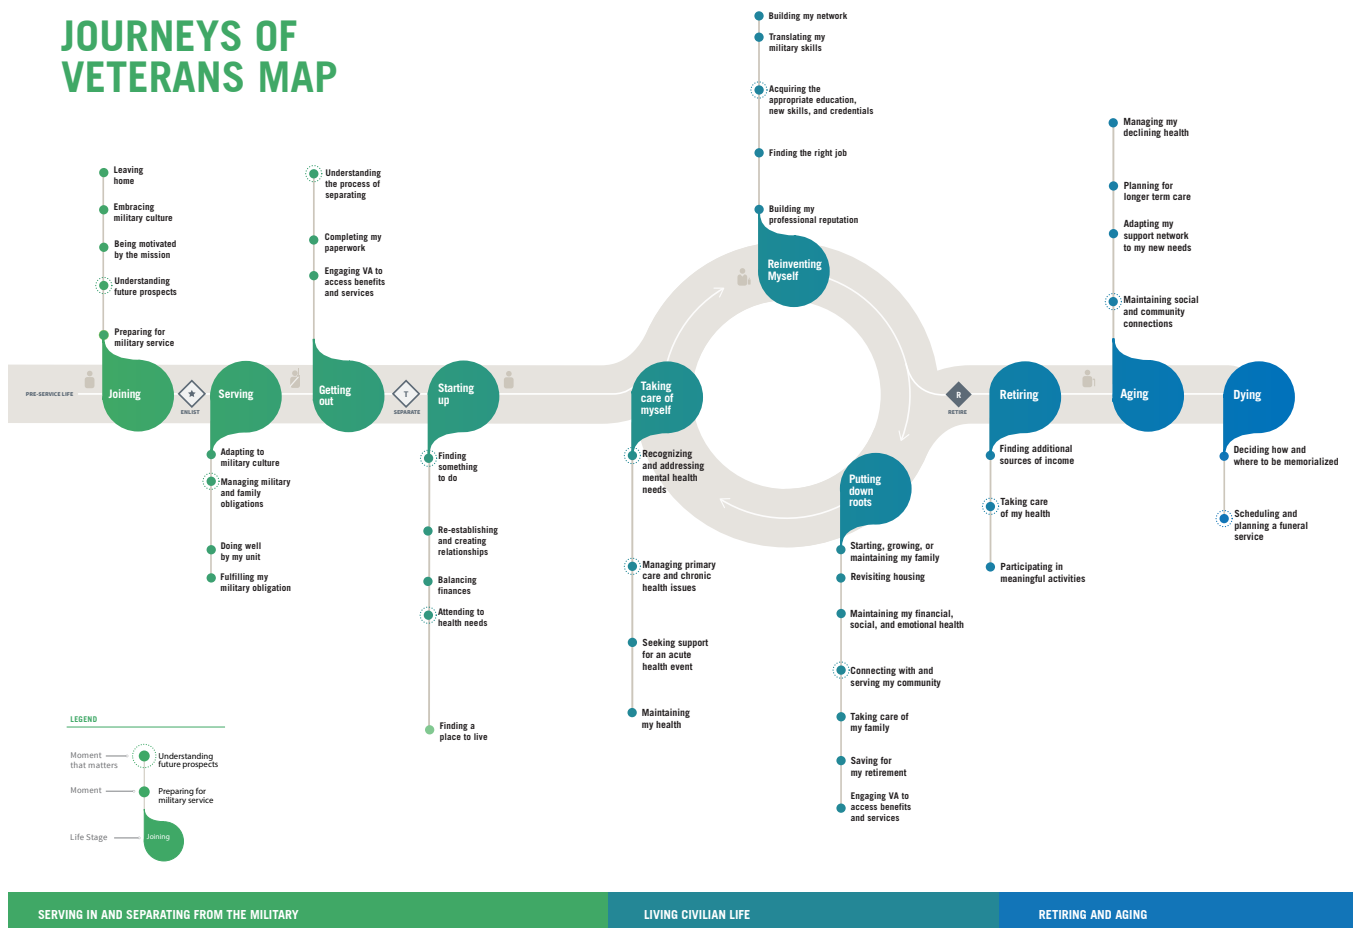 JOURNEYS OF
VETERANS MAP
Leaving
home
Embracing
military culture
Being motivated
by the mission
Understanding
future prospects
Preparing for
military service
Understanding
the process of
separating
Completing my
paperwork
Engaging VA to
access benefits
and services
Building my network
Translating my
military skills
Acquiring the
appropriate education,
new skills, and credentials
Finding the right job
Building my
professional reputation
Managing my
declining health
Planning for
longer term care
Adapting my
support network
to my new needs
Maintaining social
and community
connections
PRE-SERVICE LIFE
Joining
ENLIST
Serving
Getting
out
T
SEPARATE
Starting
up
Taking
care of
myself
Reinventing
Myself
Putting
down
roots
R
RETIRE
Retiring
Aging
Dying
Adapting to
military culture
Managing military
and family
obligations
Doing well
by my unit
Fulfilling my
military obligation
Finding
something
to do
Re-establishing
and creating
relationships
Balancing
finances
Attending to
health needs
Finding a
place to live
Recognizing
and addressing
mental health
needs
Managing primary
care and chronic
health issues
Seeking support
for an acute
health event
Maintaining
my health
Starting, growing, or
maintaining my family
Revisiting housing
Maintaining my financial,
social, and emotional health
Connecting with and
serving my community
Taking care of
my family
Saving for
my retirement
Engaging VA to
access benefits
and services
Finding additional
sources of income
Taking care
of my health
Participating in
meaningful activities
Deciding how and
where to be memorialized
Scheduling and
planning a funeral
service
LEGEND
Moment
that matters
Understanding
future prospects
Moment
Preparing for
military service
Life Stage
Joining
SERVING IN AND SEPARATING FROM THE MILITARY
LIVING CIVILIAN LIFE
RETIRING AND AGING